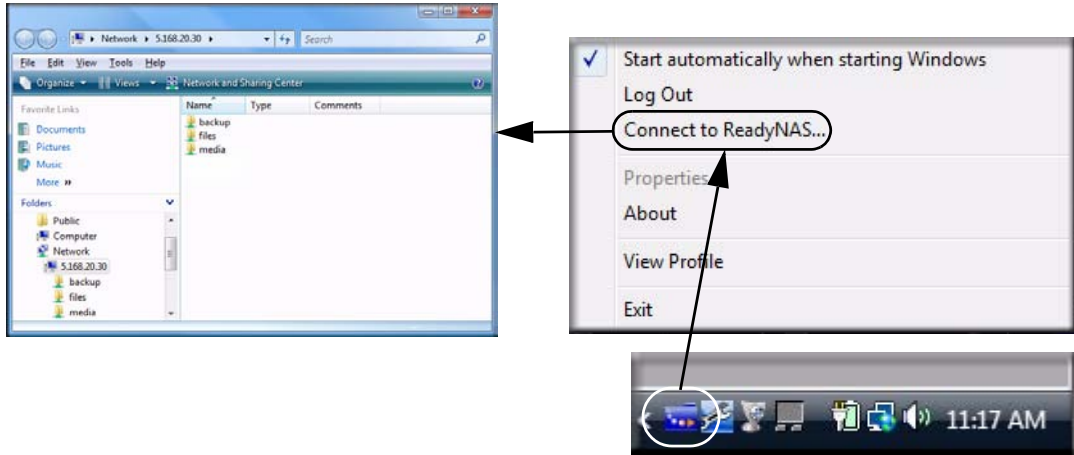 Network ▸ 5.168.20.30 ▸
Search
File Edit View Tools Help
Organize Views Network and Sharing Center
Favorite Links
Documents
Pictures
Music
More »
Folders
Public
Computer
Network
5.168.20.30
backup
files
media
Name Type Comments
backup
files
media
Start automatically when starting Windows
Log Out
Connect to ReadyNAS...
Properties
About
View Profile
Exit
11:17 AM